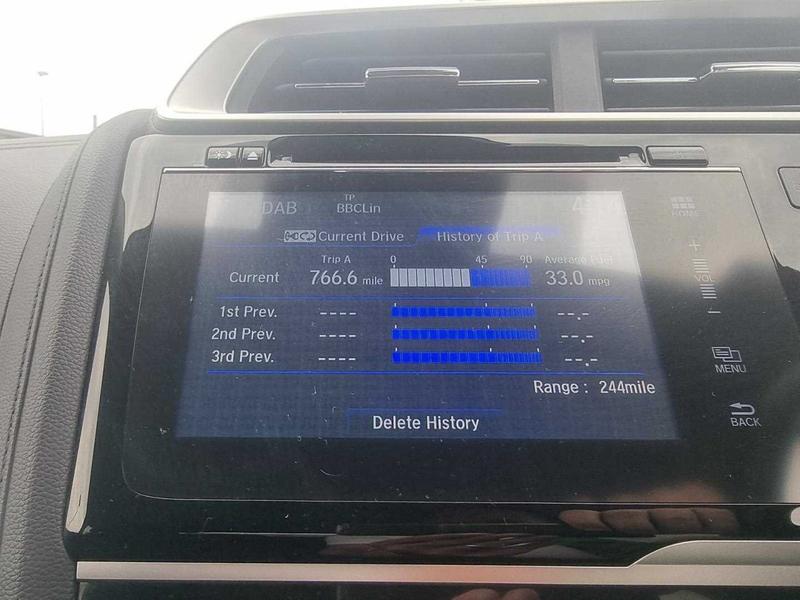 DAB TP BBCLin
HOME
Current Drive History of Trip A
Trip A 0 45 90 Average Fuel
Current 766.6 mile 33.0 mpg
+
VOL
-
1st Prev. ---- --.-
2nd Prev. ---- --.-
3rd Prev. ---- --.-
Range : 244mile
MENU
Delete History
BACK